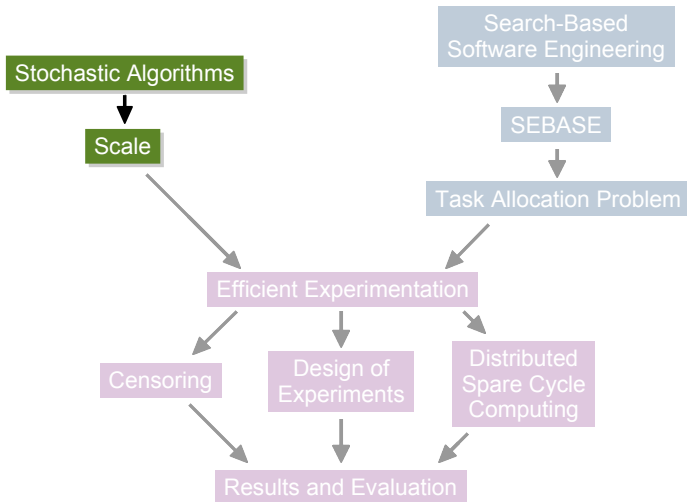 Search-Based
Software Engineering
Stochastic Algorithms
SEBASE
Scale
Task Allocation Problem
Efficient Experimentation
Censoring
Design of
Experiments
Distributed
Spare Cycle
Computing
Results and Evaluation